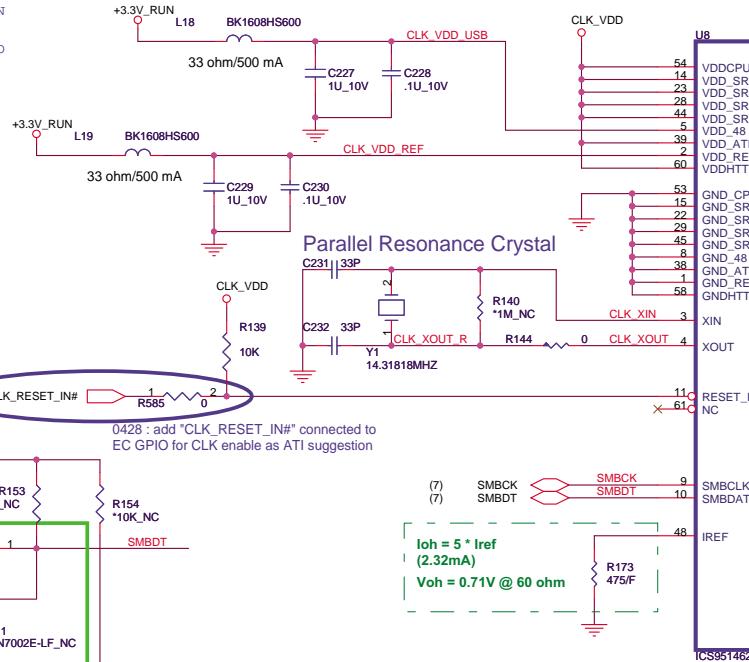 +3.3V_RUN
L18
BK1608HS600
CLK_VDD_USB
33 ohm/500 mA
C227
1U_10V
C228
.1U_10V
CLK_VDD
U8
54
VDDCPU
14
VDD_SR
23
VDD_SR
28
VDD_SR
44
VDD_SR
5
VDD_48
39
VDD_ATI
2
VDD_RE
60
VDDHTT
+3.3V_RUN
L19
BK1608HS600
CLK_VDD_REF
33 ohm/500 mA
C229
1U_10V
C230
.1U_10V
53
GND_CP
15
GND_SR
22
GND_SR
29
GND_SR
45
GND_SR
8
GND_48
38
GND_AT
1
GND_RE
58
GNDHTT
Parallel Resonance Crystal
C231
33P
2
R140
*1M_NC
CLK_XIN
3
XIN
C232
33P
1
CLK_XOUT_R
R144
0
CLK_XOUT
4
XOUT
Y1
14.31818MHZ
CLK_VDD
R139
10K
LK_RESET_IN#
1
2
R585
0
11
RESET_I
61
NC
0428 : add "CLK_RESET_IN#" connected to
EC GPIO for CLK enable as ATI suggestion
R153
_NC
R154
*10K_NC
1
SMBDT
(7)
SMBCK
SMBCK
9
SMBCLK
(7)
SMBDT
SMBDT
10
SMBDAT
48
IREF
Ioh = 5 * Iref
(2.32mA)
Voh = 0.71V @ 60 ohm
R173
475/F
1
N7002E-LF_NC
ICS951462